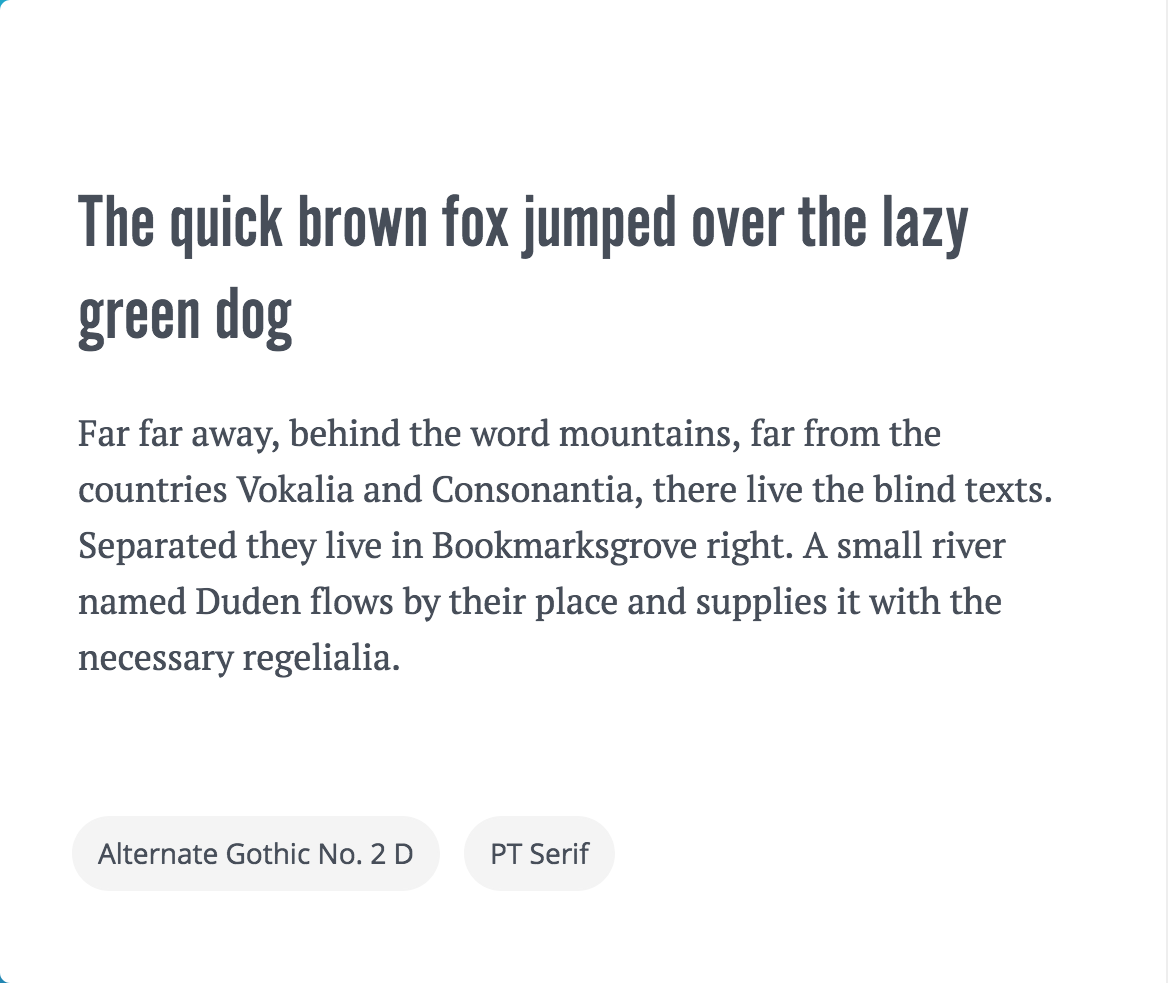 The quick brown fox jumped over the lazy
green dog
Far far away, behind the word mountains, far from the
countries Vokalia and Consonantia, there live the blind texts.
Separated they live in Bookmarksgrove right. A small river
named Duden flows by their place and supplies it with the
necessary regelialia.
Alternate Gothic No. 2 D
PT Serif